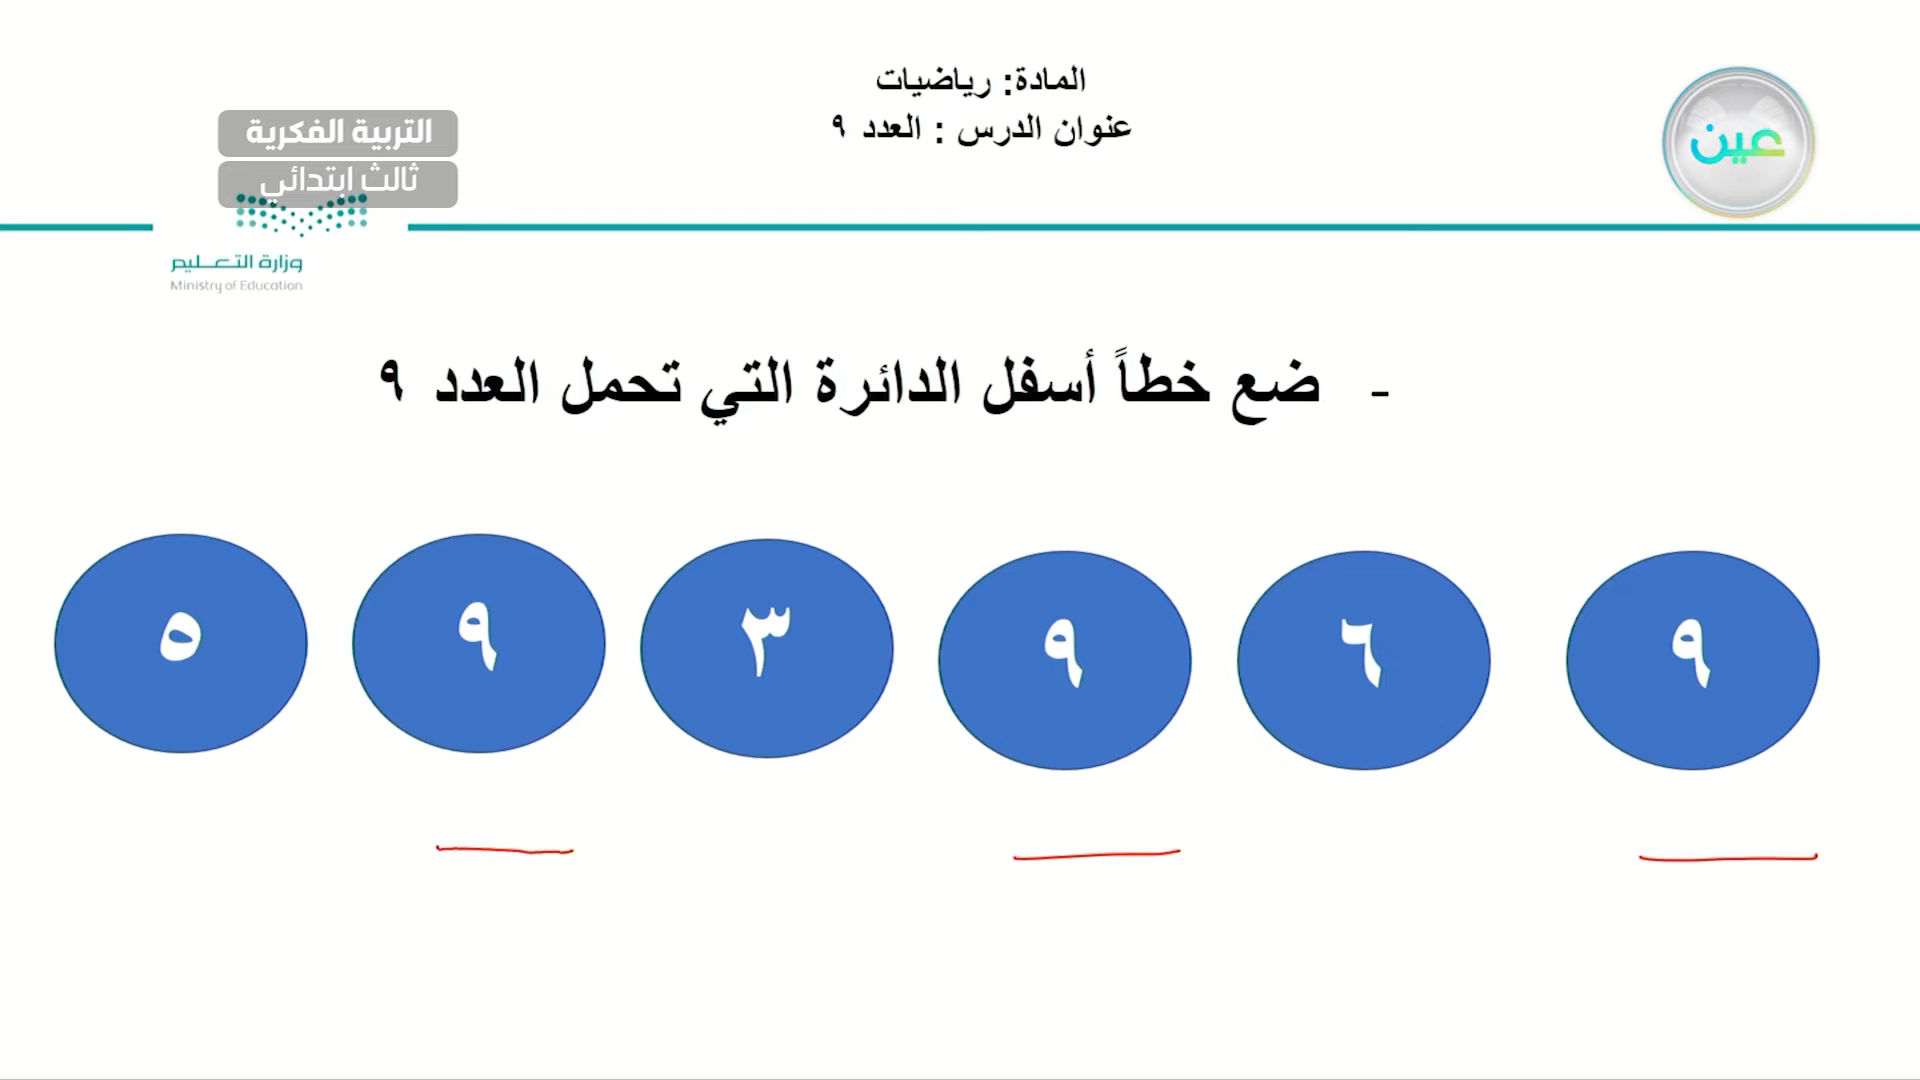 المادة: رياضيات
عنوان الدرس : العدد ٩
عين
التربية الفكرية
ثالث ابتدائي
وزارة التعليم
Ministry of Education
- ضع خطاً أسفل الدائرة التي تحمل العدد ٩
٩ ٦ ٩ ٣ ٩ ٥